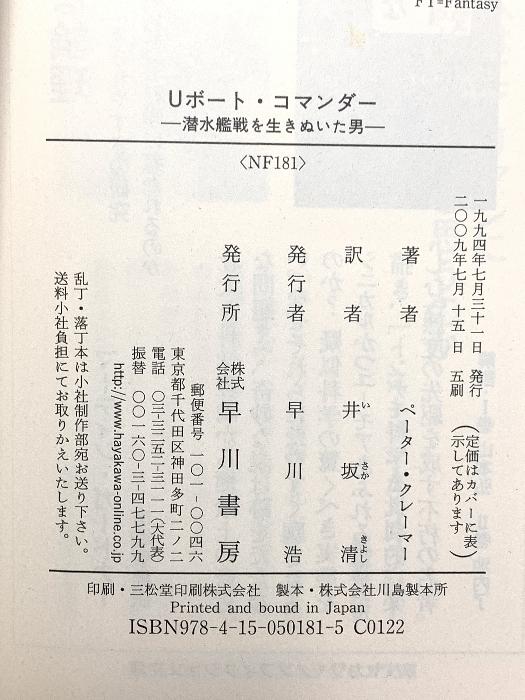 FT=Fantasy
Uボート・コマンダー
―潜水艦戦を生きぬいた男―
〈NF181〉
一九九四年七月三十一日 発行
二〇〇九年七月 十五 日 五刷
（定価はカバーに表示してあります）
著者 ペーター・クレーマー
訳者 井坂清
い さか きよし
発行者 早川浩
発行所 株式会社 早川書房
郵便番号 一〇一‐〇〇四六
東京都千代田区神田多町二ノ二
電話 〇三‐三二五二‐三一一一(大代表)
振替 〇〇一六〇‐三‐四七七九九
http://www.hayakawa-online.co.jp
乱丁・落丁本は小社制作部宛お送り下さい。
送料小社負担にてお取りかえいたします。
印刷・三松堂印刷株式会社 製本・株式会社川島製本所
Printed and bound in Japan
ISBN978-4-15-050181-5 C0122